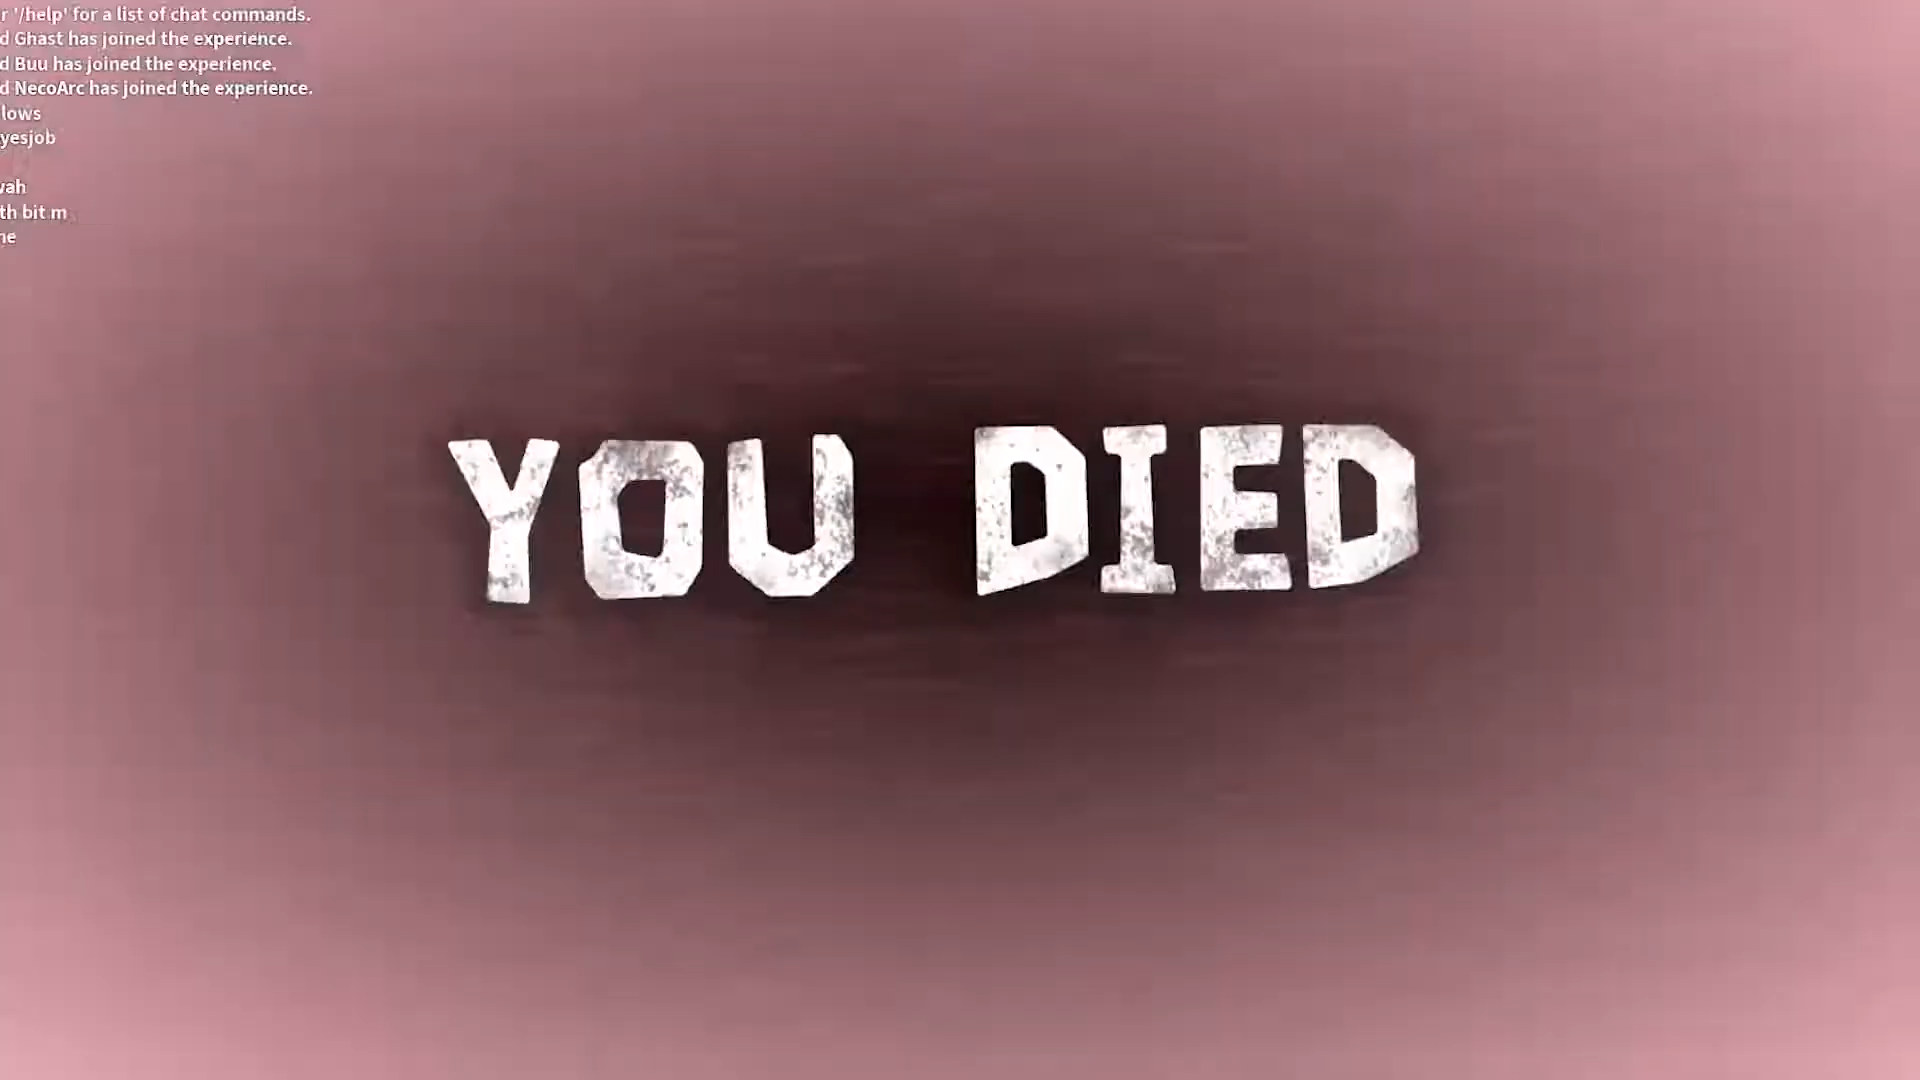 r '/help' for a list of chat commands.
d Ghast has joined the experience.
d Buu has joined the experience.
d NecoArc has joined the experience.
lows
yesjob
vah
th bit m
ne
YOU DIED